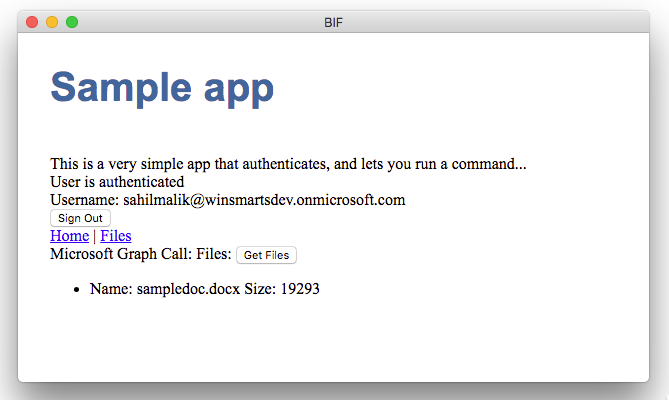 BIF
Sample app
This is a very simple app that authenticates, and lets you run a command...
User is authenticated
Username: sahilmalik@winsmartsdev.onmicrosoft.com
Sign Out
Home | Files
Microsoft Graph Call: Files: Get Files
• Name: sampledoc.docx Size: 19293